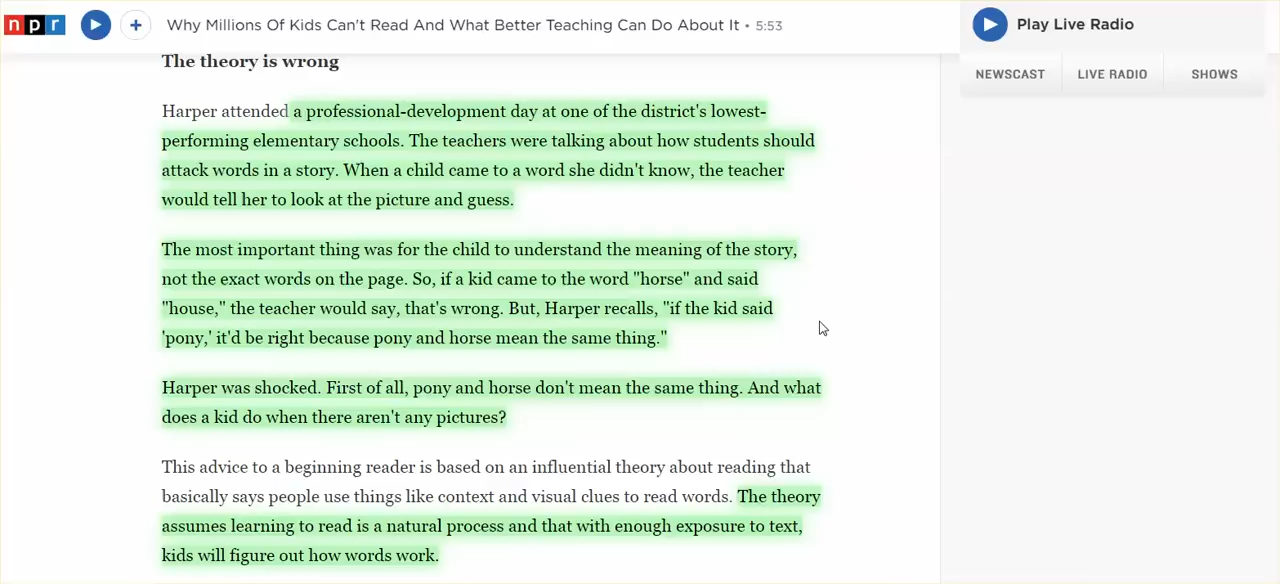 npr Why Millions Of Kids Can't Read And What Better Teaching Can Do About It • 5:53
Play Live Radio
NEWSCAST LIVE RADIO SHOWS
The theory is wrong
Harper attended a professional-development day at one of the district's lowest-
performing elementary schools. The teachers were talking about how students should
attack words in a story. When a child came to a word she didn't know, the teacher
would tell her to look at the picture and guess.
The most important thing was for the child to understand the meaning of the story,
not the exact words on the page. So, if a kid came to the word "horse" and said
"house," the teacher would say, that's wrong. But, Harper recalls, "if the kid said
'pony,' it'd be right because pony and horse mean the same thing."
Harper was shocked. First of all, pony and horse don't mean the same thing. And what
does a kid do when there aren't any pictures?
This advice to a beginning reader is based on an influential theory about reading that
basically says people use things like context and visual clues to read words. The theory
assumes learning to read is a natural process and that with enough exposure to text,
kids will figure out how words work.